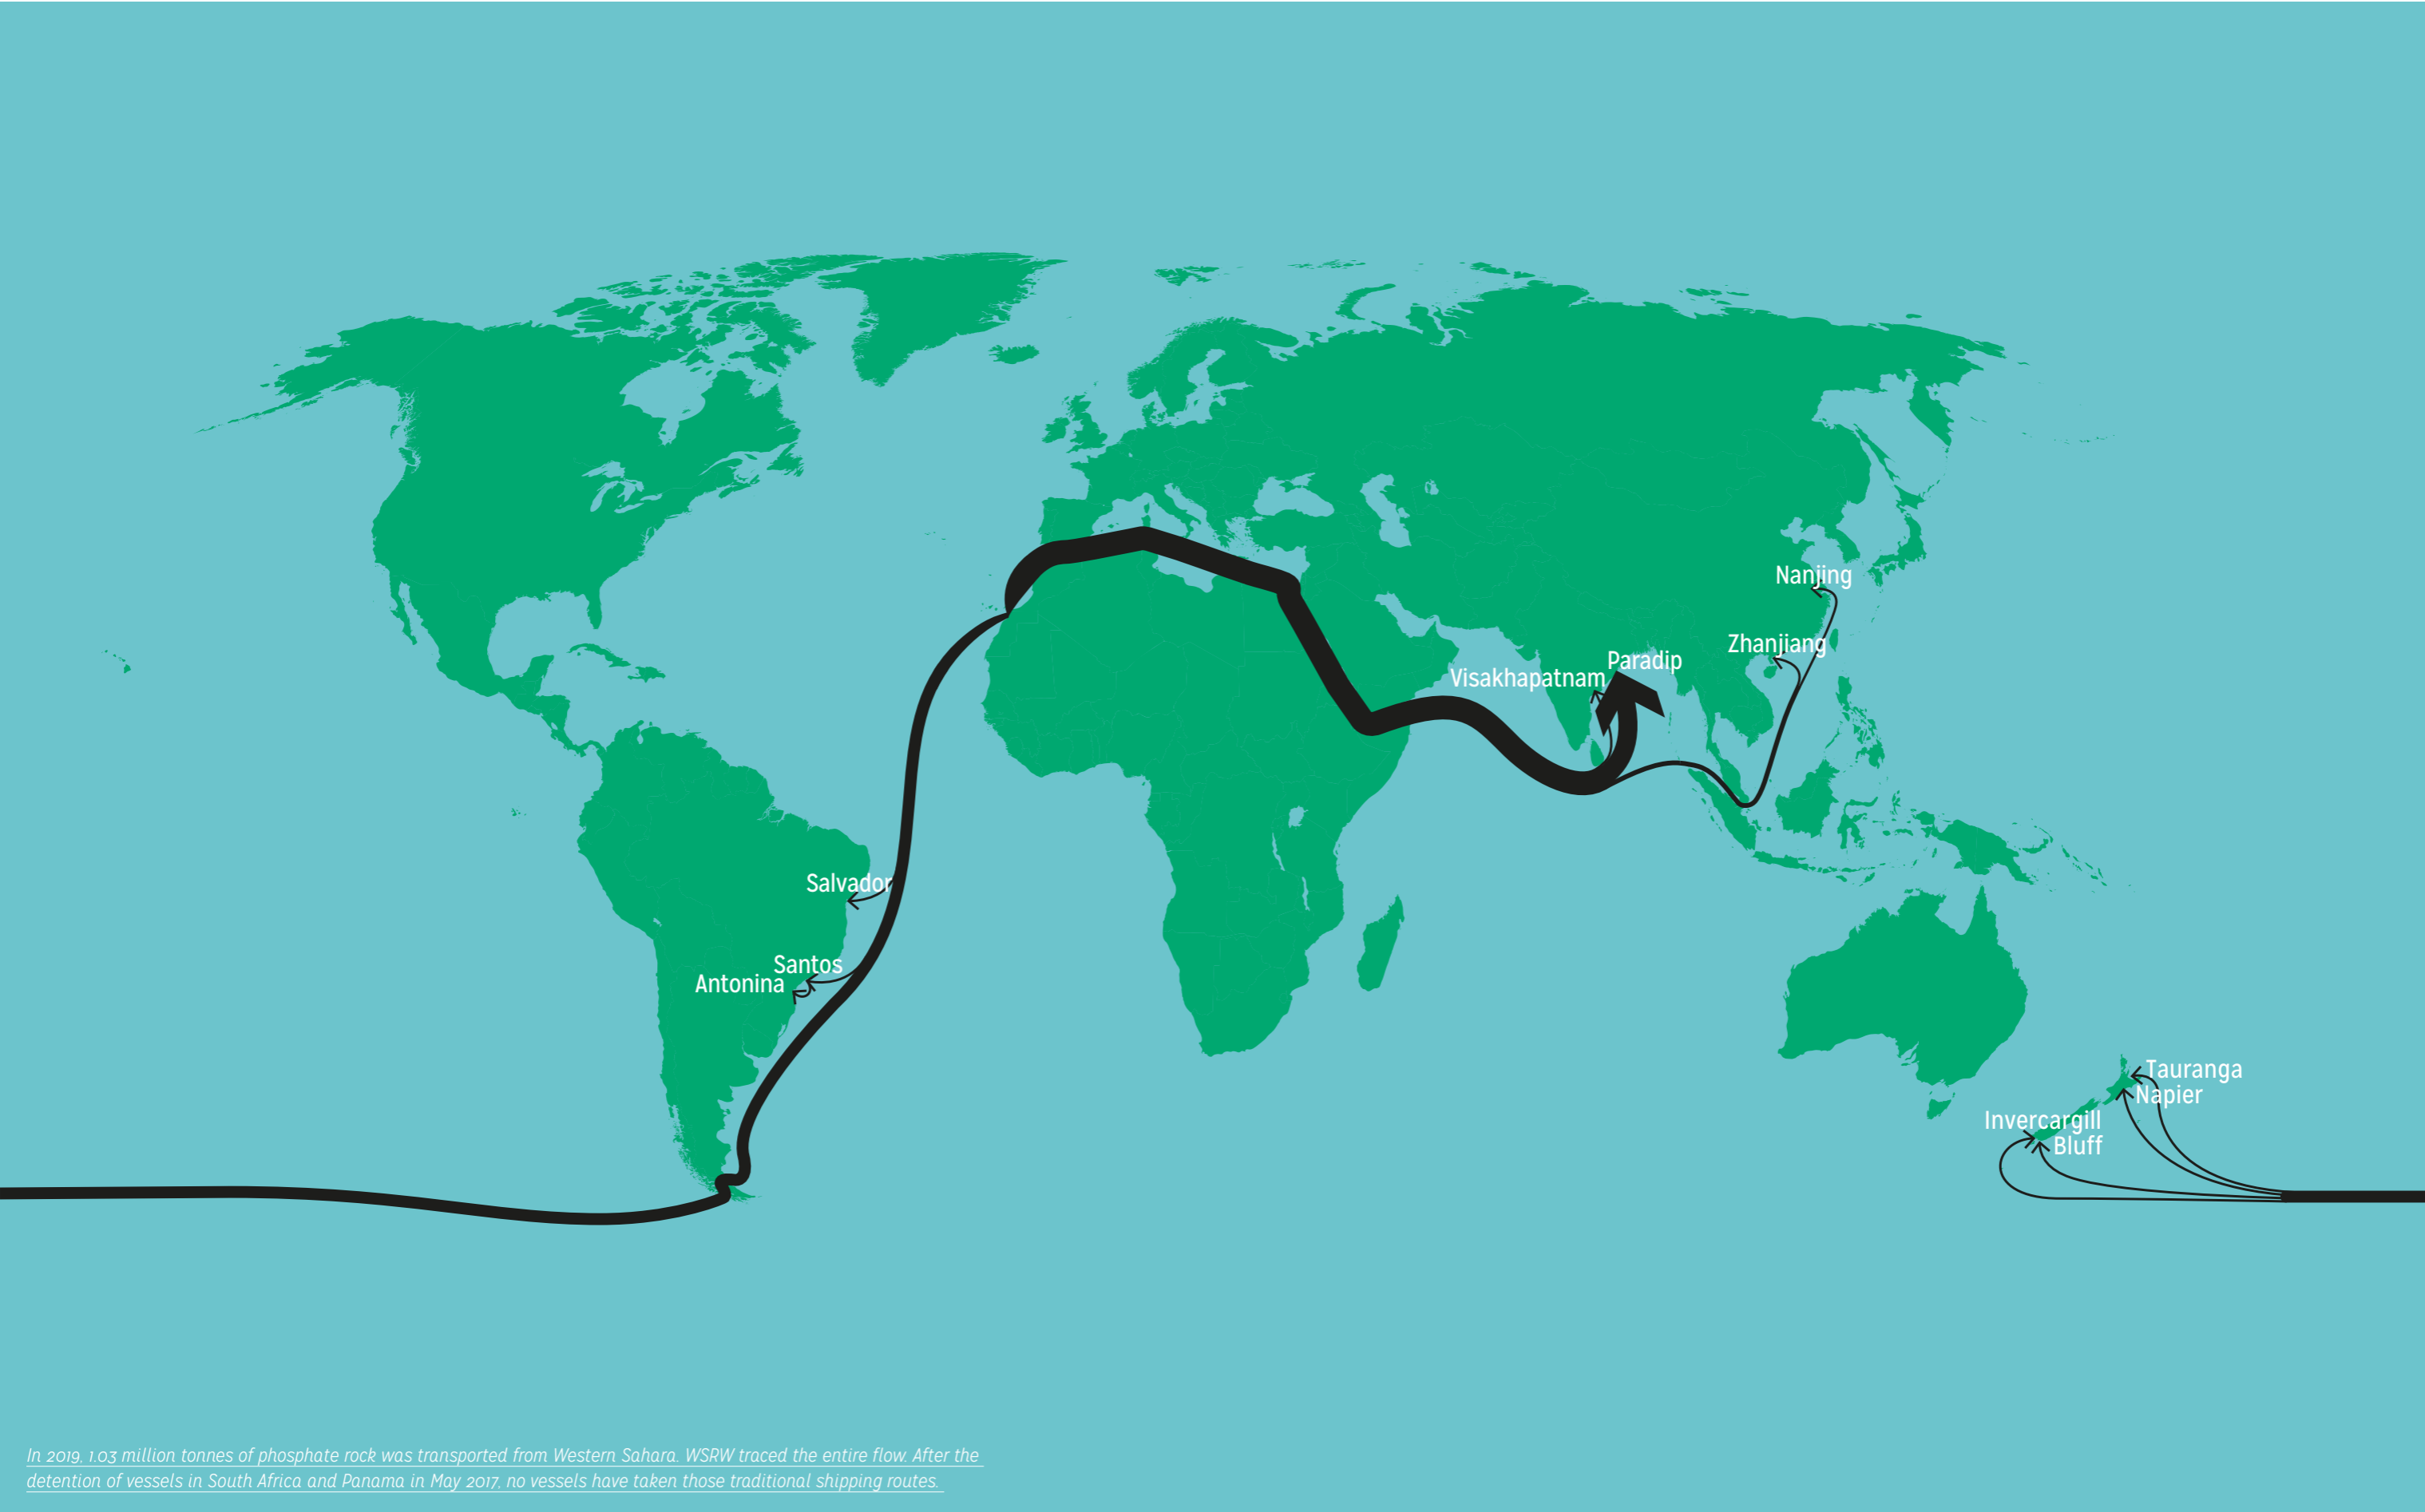 Nanjing
Zhanjiang
Paradip
Visakhapatnam
Salvador
Santos
Antonina
Tauranga
Napier
Invercargill
Bluff
In 2019, 1.03 million tonnes of phosphate rock was transported from Western Sahara. WSRW traced the entire flow. After the
detention of vessels in South Africa and Panama in May 2017, no vessels have taken those traditional shipping routes.